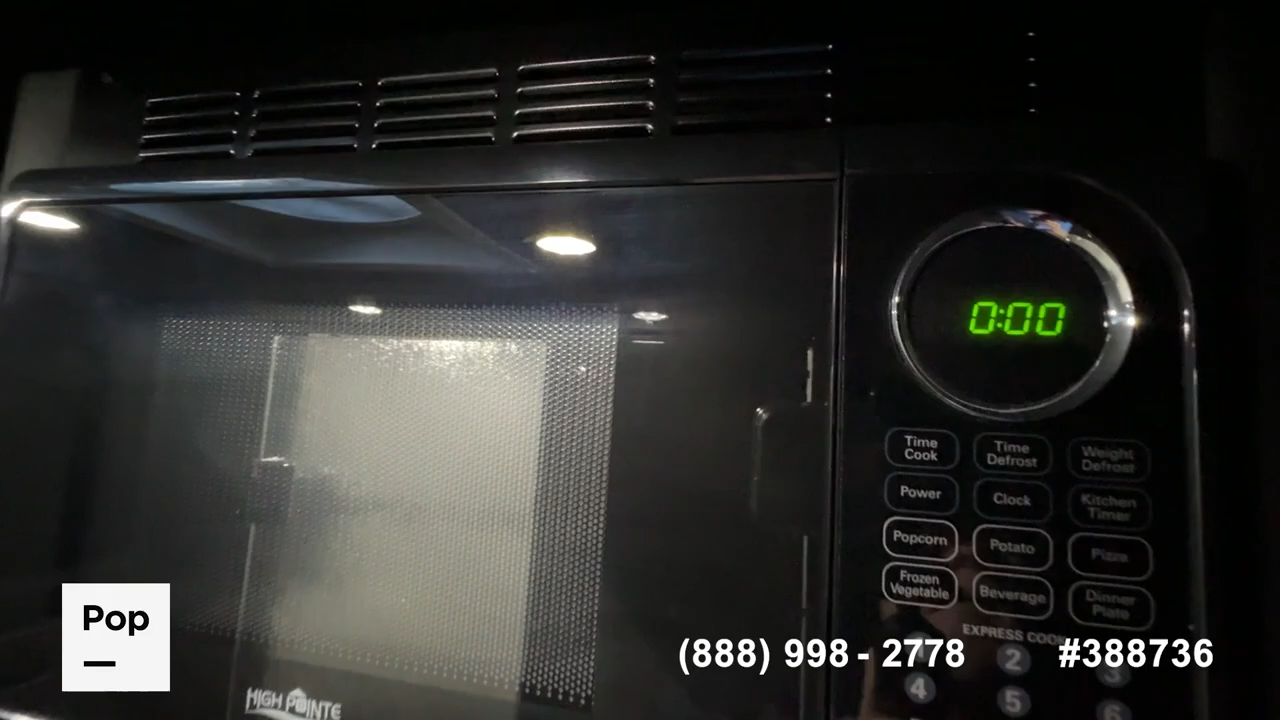 0:00
Time
Cook
Time
Defrost
Weight
Defrost
Power
Clock
Kitchen
Timer
Popcorn
Potato
Pizza
Frozen
Vegetable
Beverage
Dinner
Plate
EXPRESS COOK
2
3
4
5
6
HIGH POINTE
Pop
(888) 998 - 2778 #388736